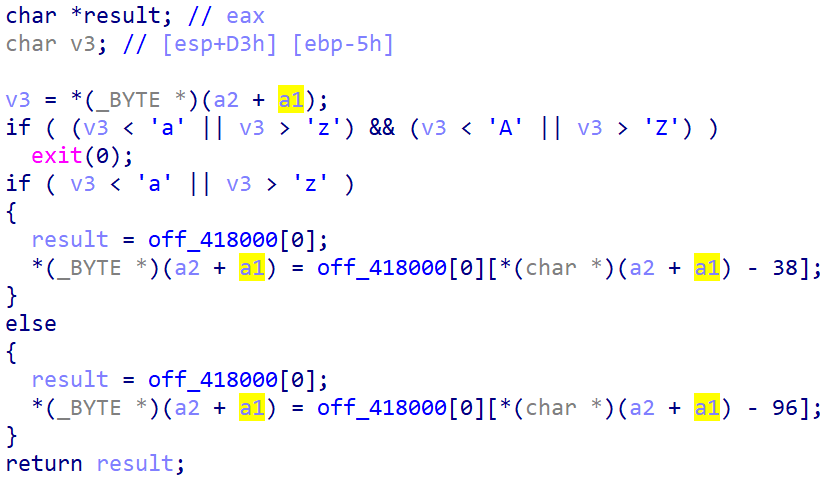 char *result; // eax
char v3; // [esp+D3h] [ebp-5h]
v3 = *(_BYTE *)(a2 + a1);
if ( (v3 < 'a' || v3 > 'z') && (v3 < 'A' || v3 > 'Z') )
exit(0);
if ( v3 < 'a' || v3 > 'z' )
{
result = off_418000[0];
*(_BYTE *)(a2 + a1) = off_418000[0][*(char *)(a2 + a1) - 38];
}
else
{
result = off_418000[0];
*(_BYTE *)(a2 + a1) = off_418000[0][*(char *)(a2 + a1) - 96];
}
return result;